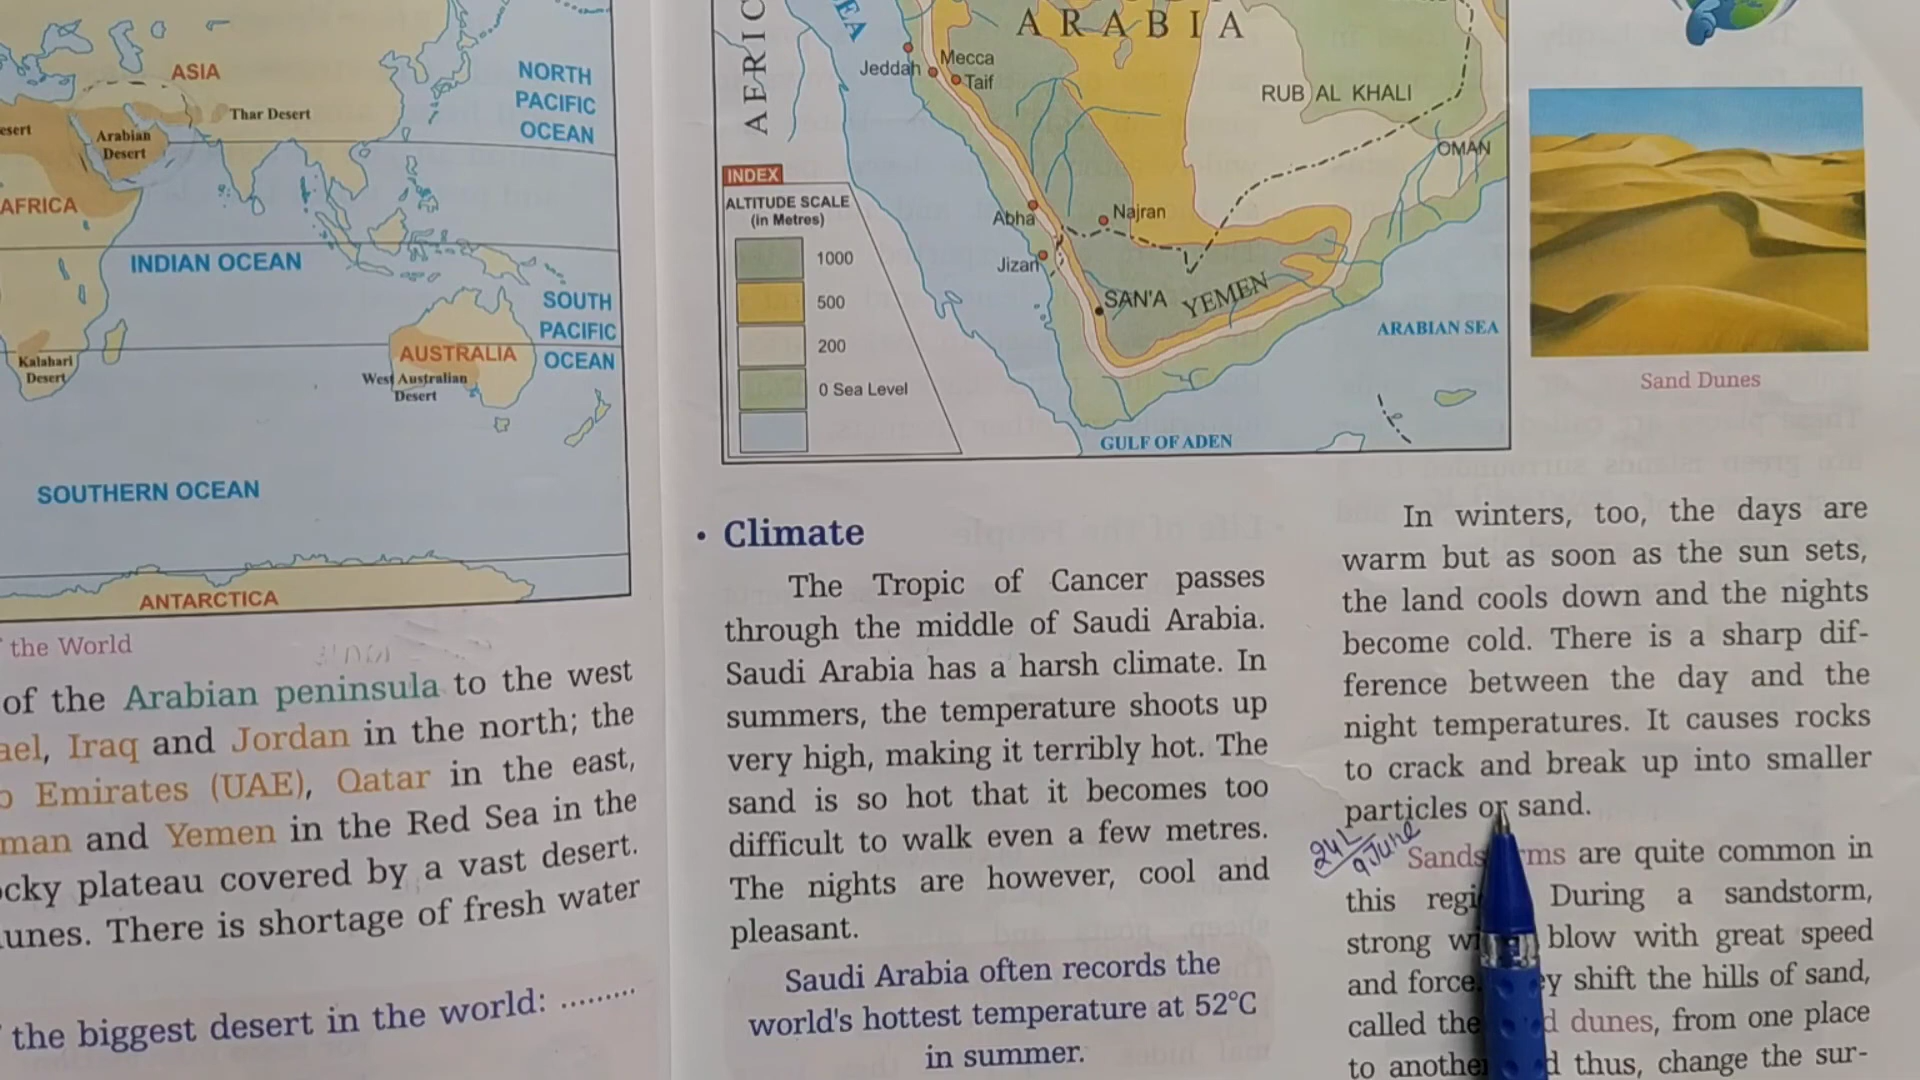 ASIA
NORTH
PACIFIC
OCEAN
Thar Desert
esert
Arabian
Desert
AFRICA
INDIAN OCEAN
SOUTH
PACIFIC
OCEAN
AUSTRALIA
Kalahari
Desert
West Australian
Desert
SOUTHERN OCEAN
ANTARCTICA
the World
of the Arabian peninsula to the west
ael, Iraq and Jordan in the north; the
Emirates (UAE), Qatar in the east,
man and Yemen in the Red Sea in the
ocky plateau covered by a vast desert.
dunes. There is shortage of fresh water
the biggest desert in the world: .........
AFRIC
EA
ARABIA
Jeddah
Mecca
Taif
RUB AL KHALI
OMAN
INDEX
ALTITUDE SCALE
(in Metres)
1000
500
200
0 Sea Level
Abha
Najran
Jizan
SAN'A
YEMEN
ARABIAN SEA
GULF OF ADEN
Sand Dunes
• Climate
The Tropic of Cancer passes
through the middle of Saudi Arabia.
Saudi Arabia has a harsh climate. In
summers, the temperature shoots up
very high, making it terribly hot. The
sand is so hot that it becomes too
difficult to walk even a few metres.
The nights are however, cool and
pleasant.
Saudi Arabia often records the
world's hottest temperature at 52°C
in summer.
In winters, too, the days are
warm but as soon as the sun sets,
the land cools down and the nights
become cold. There is a sharp dif-
ference between the day and the
night temperatures. It causes rocks
to crack and break up into smaller
particles or sand.
9 June
Sands rms are quite common in
this regi During a sandstorm,
strong wi blow with great speed
and force. ey shift the hills of sand,
called the d dunes, from one place
to another d thus, change the sur-